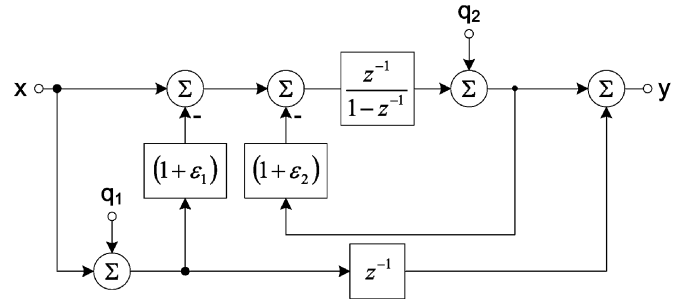 q₂
z⁻¹
1−z⁻¹
x Σ Σ Σ Σ y
- -
(1+ε₁) (1+ε₂)
q₁
Σ z⁻¹